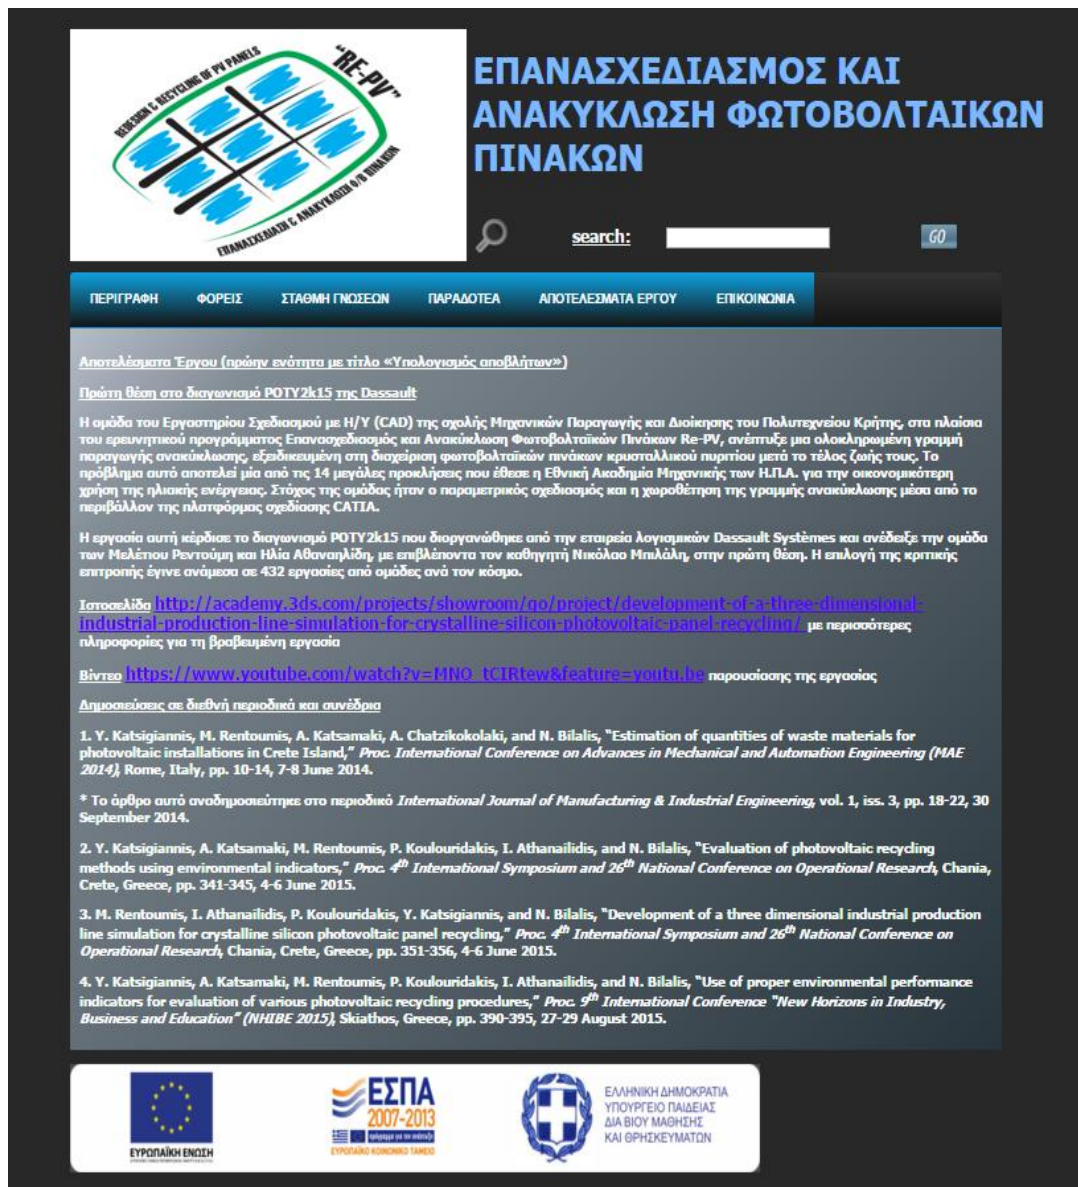 REDESIGN & RECYCLING OF PV PANELS
"RE-PV"
ΕΠΑΝΑΣΧΕΔΙΑΣΗ & ΑΝΑΚΥΚΛΩΣΗ Φ/Β ΠΙΝΑΚΩΝ
ΕΠΑΝΑΣΧΕΔΙΑΣΜΟΣ ΚΑΙ
ΑΝΑΚΥΚΛΩΣΗ ΦΩΤΟΒΟΛΤΑΙΚΩΝ
ΠΙΝΑΚΩΝ
search:
GO
ΠΕΡΙΓΡΑΦΗ ΦΟΡΕΙΣ ΣΤΑΘΜΗ ΓΝΩΣΕΩΝ ΠΑΡΑΔΟΤΕΑ ΑΠΟΤΕΛΕΣΜΑΤΑ ΕΡΓΟΥ ΕΠΙΚΟΙΝΩΝΙΑ
Αποτελέσματα Έργου (πρώην ενότητα με τίτλο «Υπολογισμός αποβλήτων»)
Πρώτη θέση στο διαγωνισμό POTY2k15 της Dassault
Η ομάδα του Εργαστηρίου Σχεδιασμού με Η/Υ (CAD) της σχολής Μηχανικών Παραγωγής και Διοίκησης του Πολυτεχνείου Κρήτης, στα πλαίσια
του ερευνητικού προγράμματος Επανασχεδιασμός και Ανακύκλωση Φωτοβολταϊκών Πινάκων Re-PV, ανέπτυξε μια ολοκληρωμένη γραμμή
παραγωγής ανακύκλωσης, εξειδικευμένη στη διαχείριση φωτοβολταϊκών πινάκων κρυσταλλικού πυριτίου μετά το τέλος ζωής τους. Το
πρόβλημα αυτό αποτελεί μία από τις 14 μεγάλες προκλήσεις που έθεσε η Εθνική Ακαδημία Μηχανικής των Η.Π.Α. για την οικονομικότερη
χρήση της ηλιακής ενέργειας. Στόχος της ομάδας ήταν ο παραμετρικός σχεδιασμός και η χωροθέτηση της γραμμής ανακύκλωσης μέσα από το
περιβάλλον της πλατφόρμας σχεδίασης CATIA.
Η εργασία αυτή κέρδισε το διαγωνισμό POTY2k15 που διοργανώθηκε από την εταιρεία λογισμικών Dassault Systèmes και ανέδειξε την ομάδα
των Μελέτιου Ρεντούμη και Ηλία Αθαναηλίδη, με επιβλέποντα τον καθηγητή Νικόλαο Μπιλάλη, στην πρώτη θέση. Η επιλογή της κριτικής
επιτροπής έγινε ανάμεσα σε 432 εργασίες από ομάδες ανά τον κόσμο.
Ιστοσελίδα http://academy.3ds.com/projects/showroom/go/project/development-of-a-three-dimensional-
industrial-production-line-simulation-for-crystalline-silicon-photovoltaic-panel-recycling/ με περισσότερες
πληροφορίες για τη βραβευμένη εργασία
Βίντεο https://www.youtube.com/watch?v=MNO_tCIRtew&feature=youtu.be παρουσίασης της εργασίας
Δημοσιεύσεις σε διεθνή περιοδικά και συνέδρια
1. Y. Katsigiannis, M. Rentoumis, A. Katsamaki, A. Chatzikokolaki, and N. Bilalis, “Estimation of quantities of waste materials for
photovoltaic installations in Crete Island,” Proc. International Conference on Advances in Mechanical and Automation Engineering (MAE
2014), Rome, Italy, pp. 10-14, 7-8 June 2014.
* Το άρθρο αυτό αναδημοσιεύτηκε στο περιοδικό International Journal of Manufacturing & Industrial Engineering, vol. 1, iss. 3, pp. 18-22, 30
September 2014.
2. Y. Katsigiannis, A. Katsamaki, M. Rentoumis, P. Koulouridakis, I. Athanailidis, and N. Bilalis, “Evaluation of photovoltaic recycling
methods using environmental indicators,” Proc. 4th International Symposium and 26th National Conference on Operational Research, Chania,
Crete, Greece, pp. 341-345, 4-6 June 2015.
3. M. Rentoumis, I. Athanailidis, P. Koulouridakis, Y. Katsigiannis, and N. Bilalis, “Development of a three dimensional industrial production
line simulation for crystalline silicon photovoltaic panel recycling,” Proc. 4th International Symposium and 26th National Conference on
Operational Research, Chania, Crete, Greece, pp. 351-356, 4-6 June 2015.
4. Y. Katsigiannis, A. Katsamaki, M. Rentoumis, P. Koulouridakis, I. Athanailidis, and N. Bilalis, “Use of proper environmental performance
indicators for evaluation of various photovoltaic recycling procedures,” Proc. 9th International Conference “New Horizons in Industry,
Business and Education” (NHIBE 2015), Skiathos, Greece, pp. 390-395, 27-29 August 2015.
ΕΥΡΩΠΑΪΚΗ ΕΝΩΣΗ
ΕΣΠΑ
2007-2013
ΕΥΡΩΠΑΪΚΟ ΚΟΙΝΩΝΙΚΟ ΤΑΜΕΙΟ
ΕΛΛΗΝΙΚΗ ΔΗΜΟΚΡΑΤΙΑ
ΥΠΟΥΡΓΕΙΟ ΠΑΙΔΕΙΑΣ
ΔΙΑ ΒΙΟΥ ΜΑΘΗΣΗΣ
ΚΑΙ ΘΡΗΣΚΕΥΜΑΤΩΝ